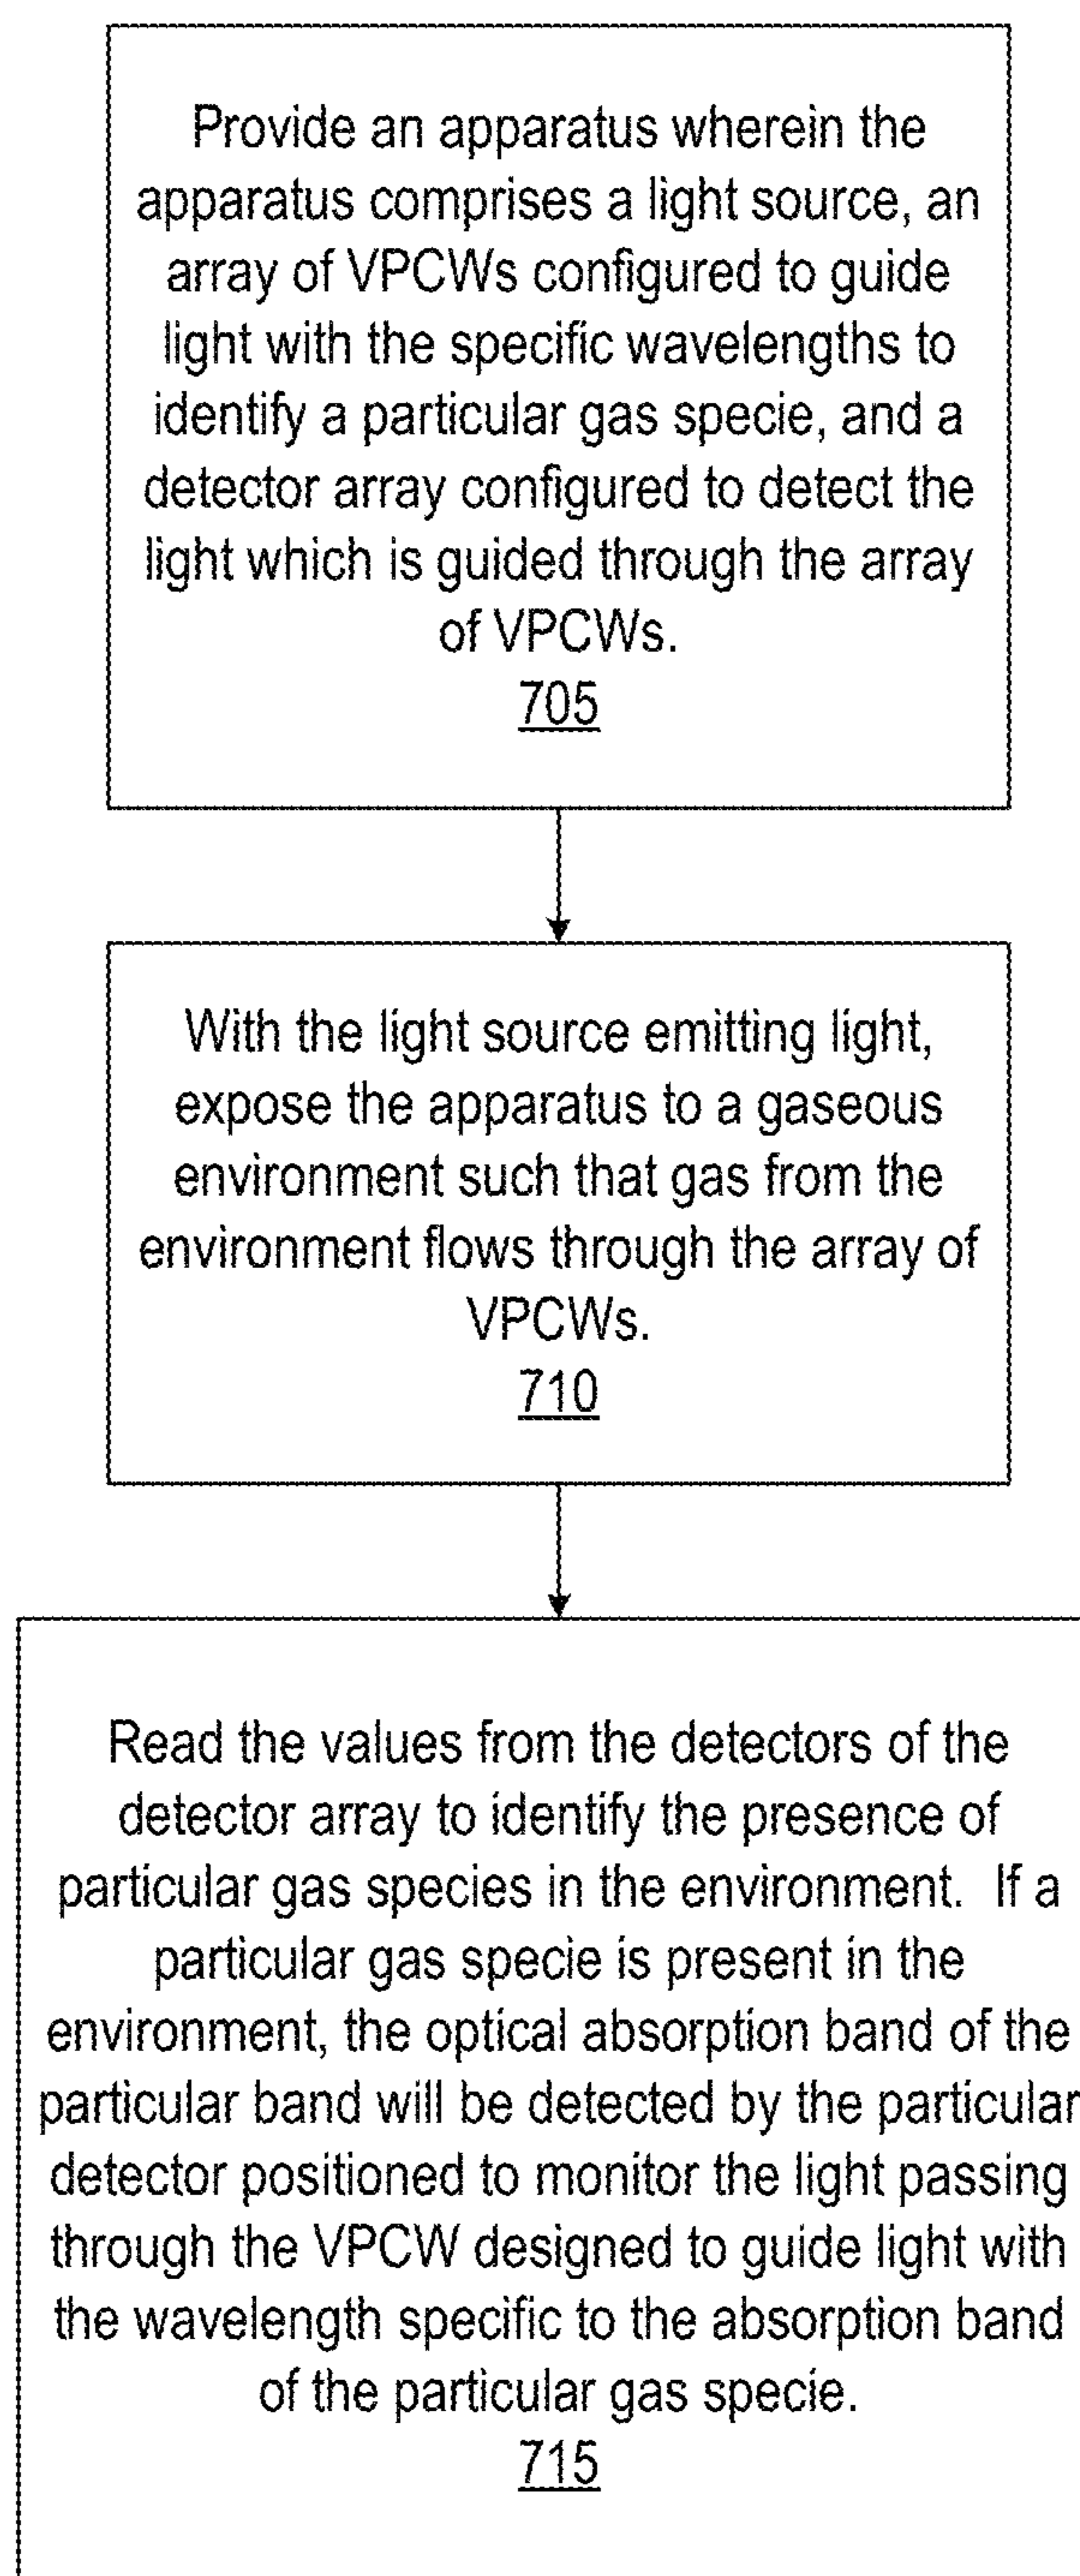 Provide an apparatus wherein the
apparatus comprises a light source, an
array of VPCWs configured to guide
light with the specific wavelengths to
identify a particular gas specie, and a
detector array configured to detect the
light which is guided through the array
of VPCWs.
705
With the light source emitting light,
expose the apparatus to a gaseous
environment such that gas from the
environment flows through the array of
VPCWs.
710
Read the values from the detectors of the
detector array to identify the presence of
particular gas species in the environment.  If a
particular gas specie is present in the
environment, the optical absorption band of the
particular band will be detected by the particular
detector positioned to monitor the light passing
through the VPCW designed to guide light with
the wavelength specific to the absorption band
of the particular gas specie.
715